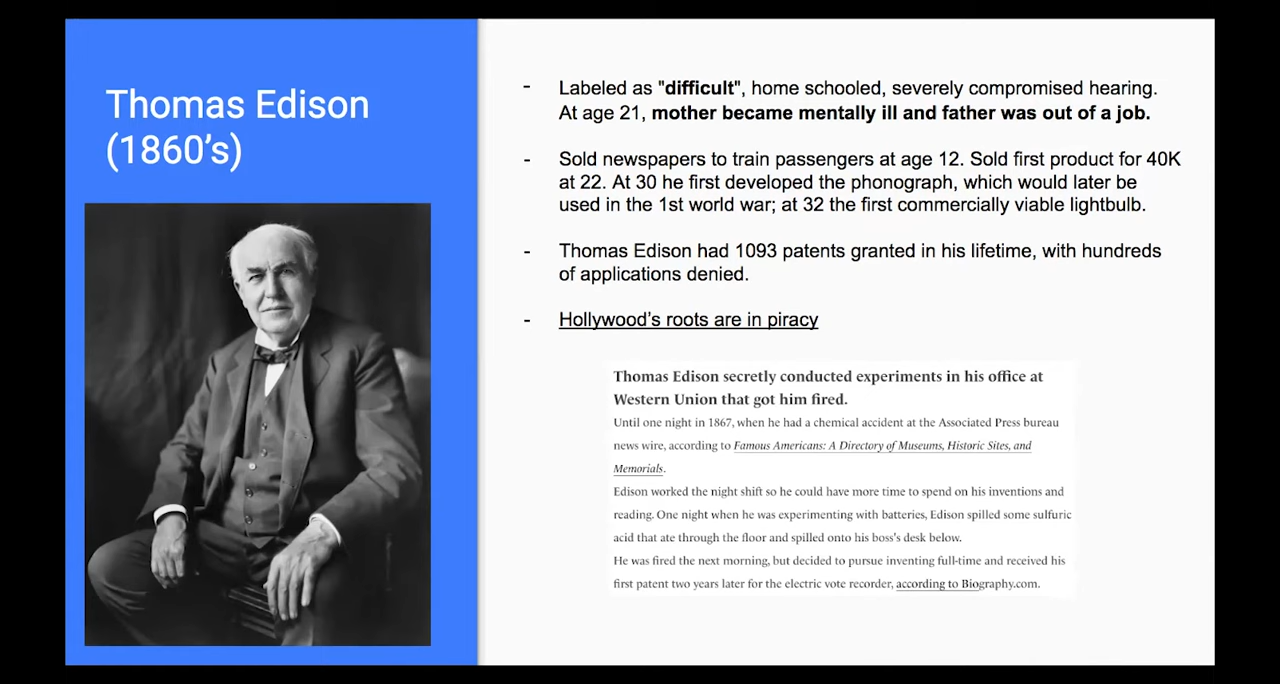 Thomas Edison
(1860’s)
- Labeled as "difficult", home schooled, severely compromised hearing.
At age 21, mother became mentally ill and father was out of a job.
- Sold newspapers to train passengers at age 12. Sold first product for 40K
at 22. At 30 he first developed the phonograph, which would later be
used in the 1st world war; at 32 the first commercially viable lightbulb.
- Thomas Edison had 1093 patents granted in his lifetime, with hundreds
of applications denied.
- Hollywood’s roots are in piracy
Thomas Edison secretly conducted experiments in his office at
Western Union that got him fired.
Until one night in 1867, when he had a chemical accident at the Associated Press bureau
news wire, according to Famous Americans: A Directory of Museums, Historic Sites, and
Memorials.
Edison worked the night shift so he could have more time to spend on his inventions and
reading. One night when he was experimenting with batteries, Edison spilled some sulfuric
acid that ate through the floor and spilled onto his boss’s desk below.
He was fired the next morning, but decided to pursue inventing full-time and received his
first patent two years later for the electric vote recorder, according to Biography.com.